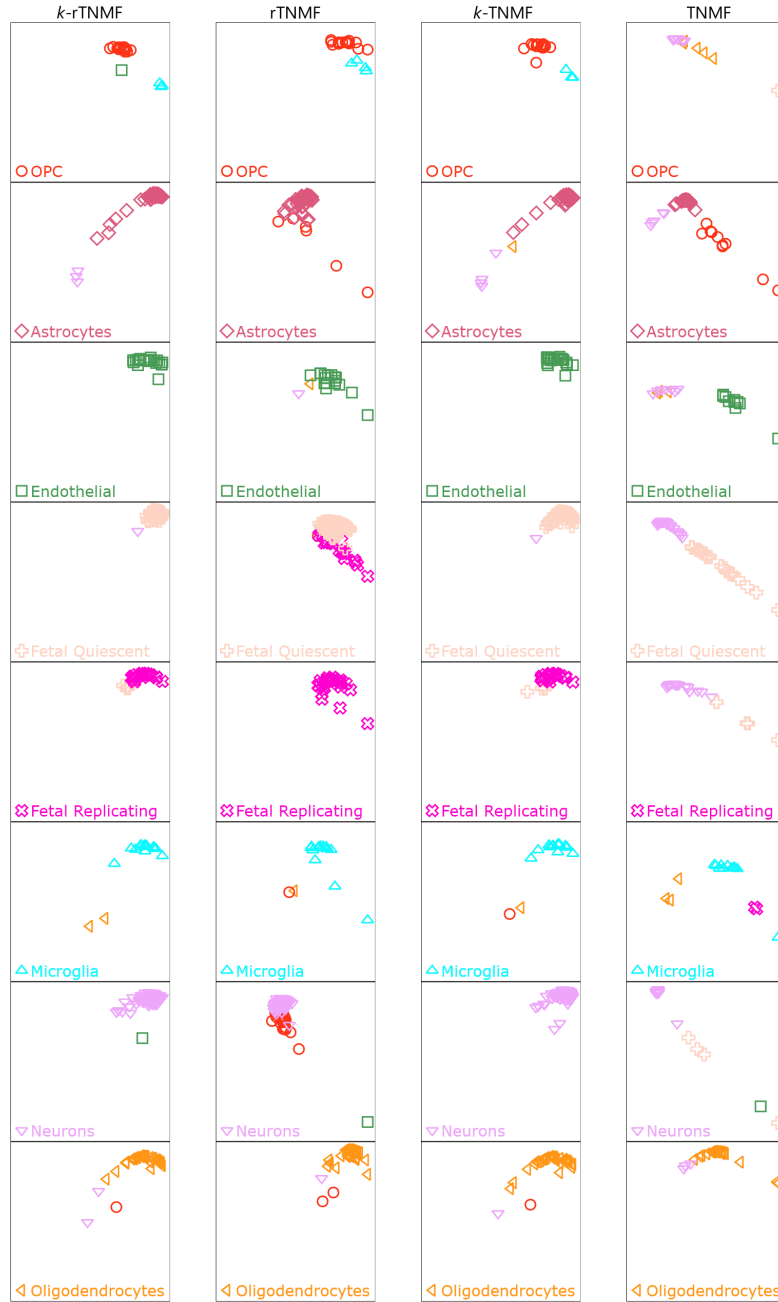 k-rTNMF rTNMF k-TNMF TNMF
OPC OPC OPC OPC
Astrocytes Astrocytes Astrocytes Astrocytes
Endothelial Endothelial Endothelial Endothelial
Fetal Quiescent Fetal Quiescent Fetal Quiescent Fetal Quiescent
Fetal Replicating Fetal Replicating Fetal Replicating Fetal Replicating
Microglia Microglia Microglia Microglia
Neurons Neurons Neurons Neurons
Oligodendrocytes Oligodendrocytes Oligodendrocytes Oligodendrocytes